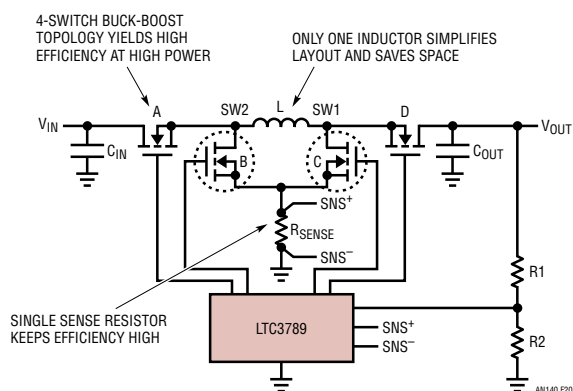 4-SWITCH BUCK-BOOST
TOPOLOGY YIELDS HIGH
EFFICIENCY AT HIGH POWER
ONLY ONE INDUCTOR SIMPLIFIES
LAYOUT AND SAVES SPACE
A
SW2
L
SW1
D
VIN
VOUT
CIN
B
C
COUT
SNS+
RSENSE
SNS−
R1
SINGLE SENSE RESISTOR
KEEPS EFFICIENCY HIGH
LTC3789
SNS+
SNS−
R2
AN140 F20